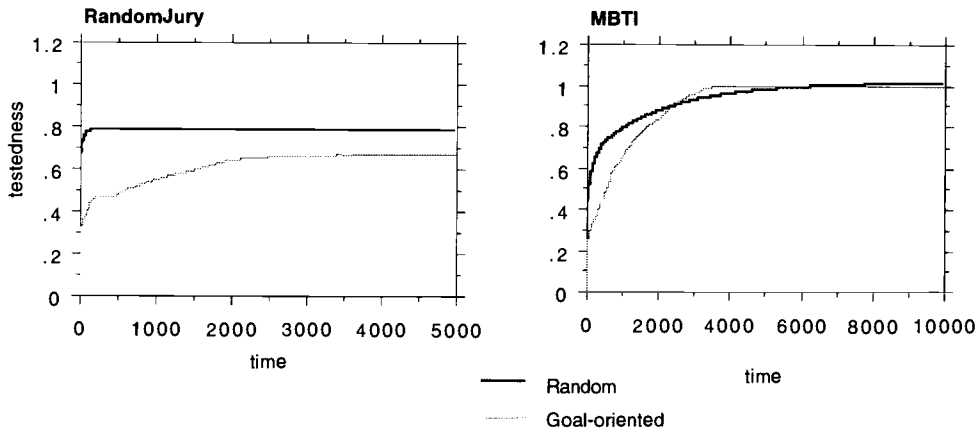 RandomJury
1.2
1
.8
.6
.4
.2
0
testedness
0 1000 2000 3000 4000 5000
time
MBTI
1.2
1
.8
.6
.4
.2
0
0 2000 4000 6000 8000 10000
time
Random
Goal-oriented